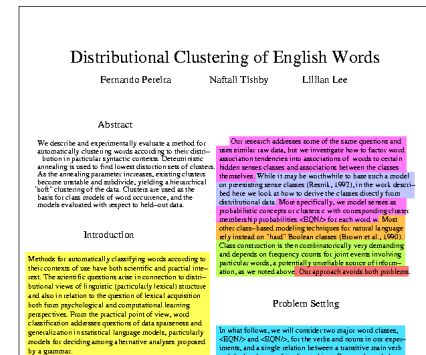 Distributional Clustering of English Words
Fernando Pereira Naftali Tishby Lillian Lee
Abstract
We describe and experimentally evaluate a method for
automatically clustering words according to their distri–
bution in particular syntactic contexts. Deterministic
annealing is used to find lowest distortion sets of clusters.
As the annealing parameter increases, existing clusters
become unstable and subdivide, yielding a hierarchical
"soft" clustering of the data. Clusters are used as the
basis for class models of word occurrence, and the
models evaluated with respect to held–out data.
Introduction
Methods for automatically classifying words according to
their contexts of use have both scientific and practial inte–
rest. The scientific questions arise in connection to distri–
butional views of linguistic (particularly lexical) structure
and also in relation to the question of lexical acquisition
both from psychological and computational learning
perspectives. From the practical point of view, word
classification addresses questions of data sparseness and
generalization in statistical language models, particularly
models for deciding among alternative analyses proposed
by a grammar.
Our research addresses some of the same questions and
uses similar raw data, but we investigate how to factor word
association tendencies into associations of words to certain
hidden senses classes and associations between the classes
themselves. While it may be worthwhile to base such a model
on preexisting sense classes (Resnik, 1992), in the work descri–
bed here we look at how to derive the classes directly from
distributional data. More specifically, we model senses as
probabilistic concepts or clusters c with corresponding cluster
membership probabilities <EQN/> for each word w. Most
other class–based modeling techniques for natural language
rely instead on "hard" Boolean classes (Brown et al., 1990).
Class construction is then combinatorically very demanding
and depends on frequency counts for joint events involving
particular words, a potentially unreliable source of inform–
ation, as we noted above. Our approach avoids both problems.
Problem Setting
In what follows, we will consider two major word classes,
<EQN/> and <EQN/>, for the verbs and nouns in our exper–
iments, and a single relation between a transitive main verb